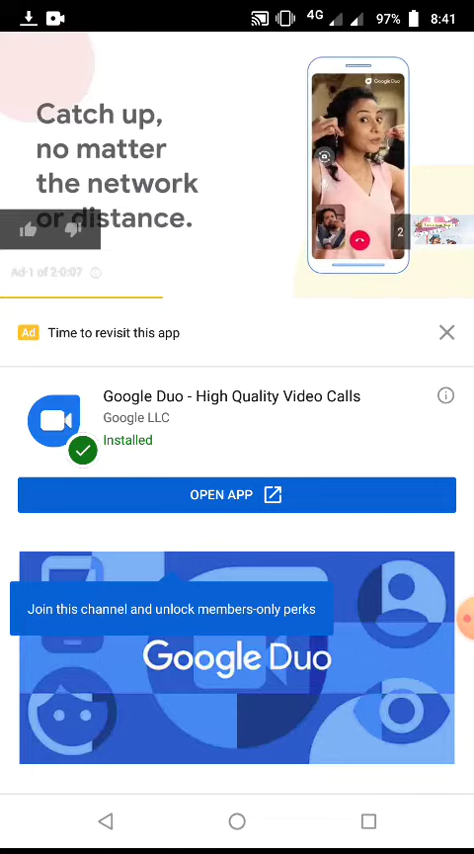 4G 97% 8:41
Catch up,
no matter
the network
or distance.
Google Duo
2
Ad·1 of 2·0:07
Ad Time to revisit this app
Google Duo - High Quality Video Calls
Google LLC
Installed
OPEN APP
Join this channel and unlock members-only perks
Google Duo